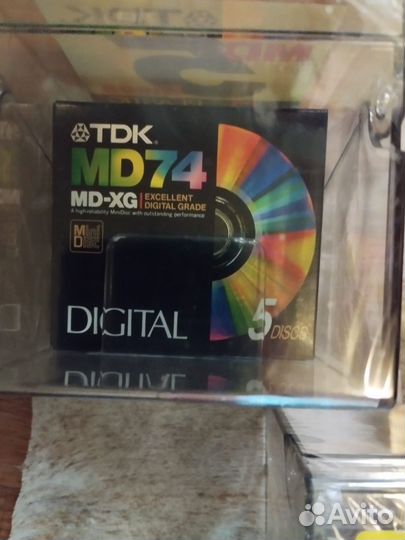 MD
TDK
MD74
MD-XG EXCELLENT DIGITAL GRADE
A high-reliability MiniDisc with outstanding performance
Mini Disc
DIGITAL
5 DISCS
Avito